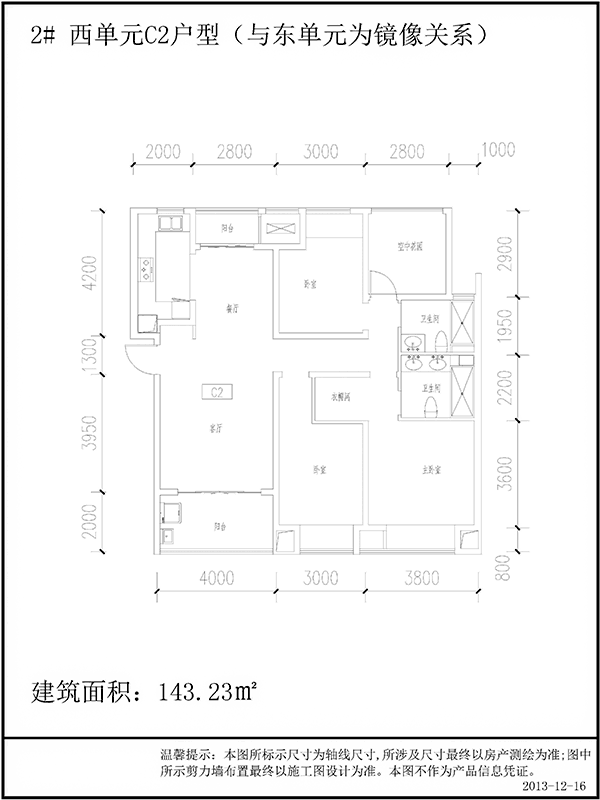 2# 西单元C2户型（与东单元为镜像关系）
2000 2800 3000 2800 1000
4200
1300
3950
2000
2900
1950
2200
3600
800
阳台
空中花园
卧室
餐厅
卫生间
C2
衣帽间
卫生间
客厅
卧室
主卧室
阳台
4000 3000 3800
建筑面积：143.23㎡
温馨提示：本图所标示尺寸为轴线尺寸,所涉及尺寸最终以房产测绘为准;图中
所示剪力墙布置最终以施工图设计为准。本图不作为产品信息凭证。
2013-12-16